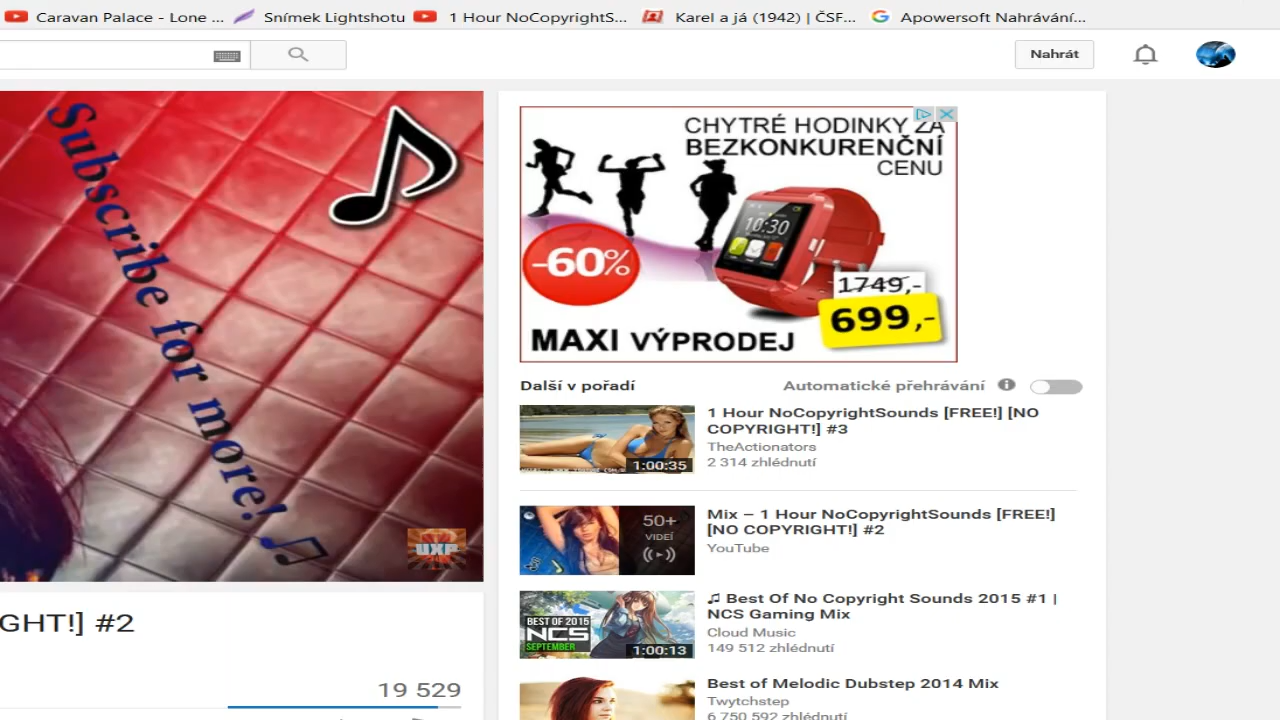 Caravan Palace - Lone ...
Snímek Lightshotu
1 Hour NoCopyrightS...
Karel a já (1942) | ČSF...
Apowersoft Nahrávání...
Nahrát
Subscribe for more!
UXP
CHYTRÉ HODINKY ZA
BEZKONKURENČNÍ
CENU
10:30
-60%
1749,-
699,-
MAXI VÝPRODEJ
Další v pořadí
Automatické přehrávání
1 Hour NoCopyrightSounds [FREE!] [NO
COPYRIGHT!] #3
TheActionators
2 314 zhlédnutí
1:00:35
Mix – 1 Hour NoCopyrightSounds [FREE!]
[NO COPYRIGHT!] #2
YouTube
50+
VIDEÍ
♫ Best Of No Copyright Sounds 2015 #1 |
NCS Gaming Mix
Cloud Music
149 512 zhlédnutí
BEST OF 2015
NCS
SEPTEMBER
1:00:13
Best of Melodic Dubstep 2014 Mix
Twytchstep
6 750 592 zhlédnutí
GHT!] #2
19 529